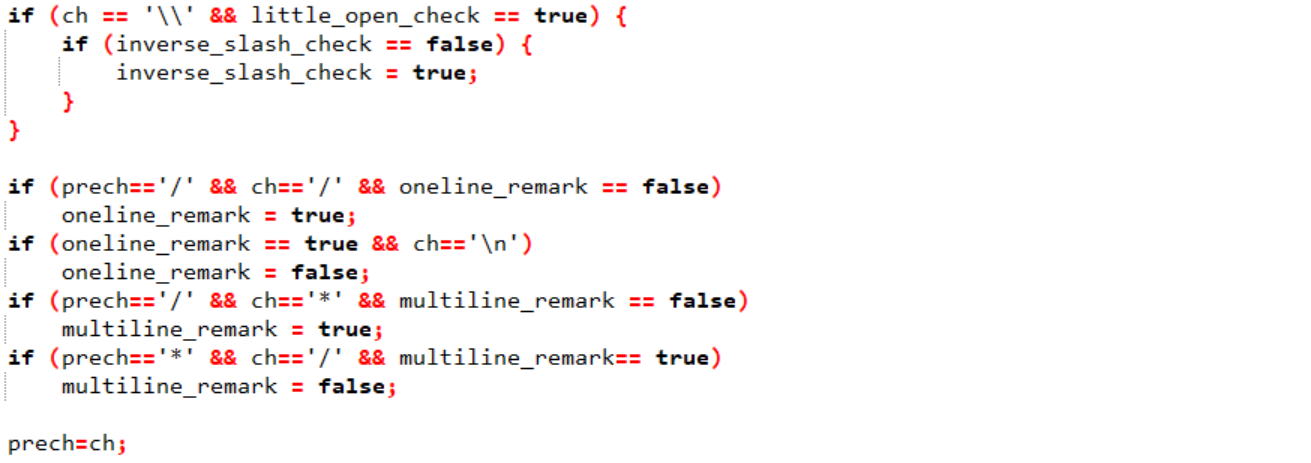 if (ch == '\\' && little_open_check == true) {
    if (inverse_slash_check == false) {
        inverse_slash_check = true;
    }
}

if (prech=='/' && ch=='/' && oneline_remark == false)
    oneline_remark = true;
if (oneline_remark == true && ch=='\n')
    oneline_remark = false;
if (prech=='/' && ch=='*' && multiline_remark == false)
    multiline_remark = true;
if (prech=='*' && ch=='/' && multiline_remark== true)
    multiline_remark = false;

prech=ch;